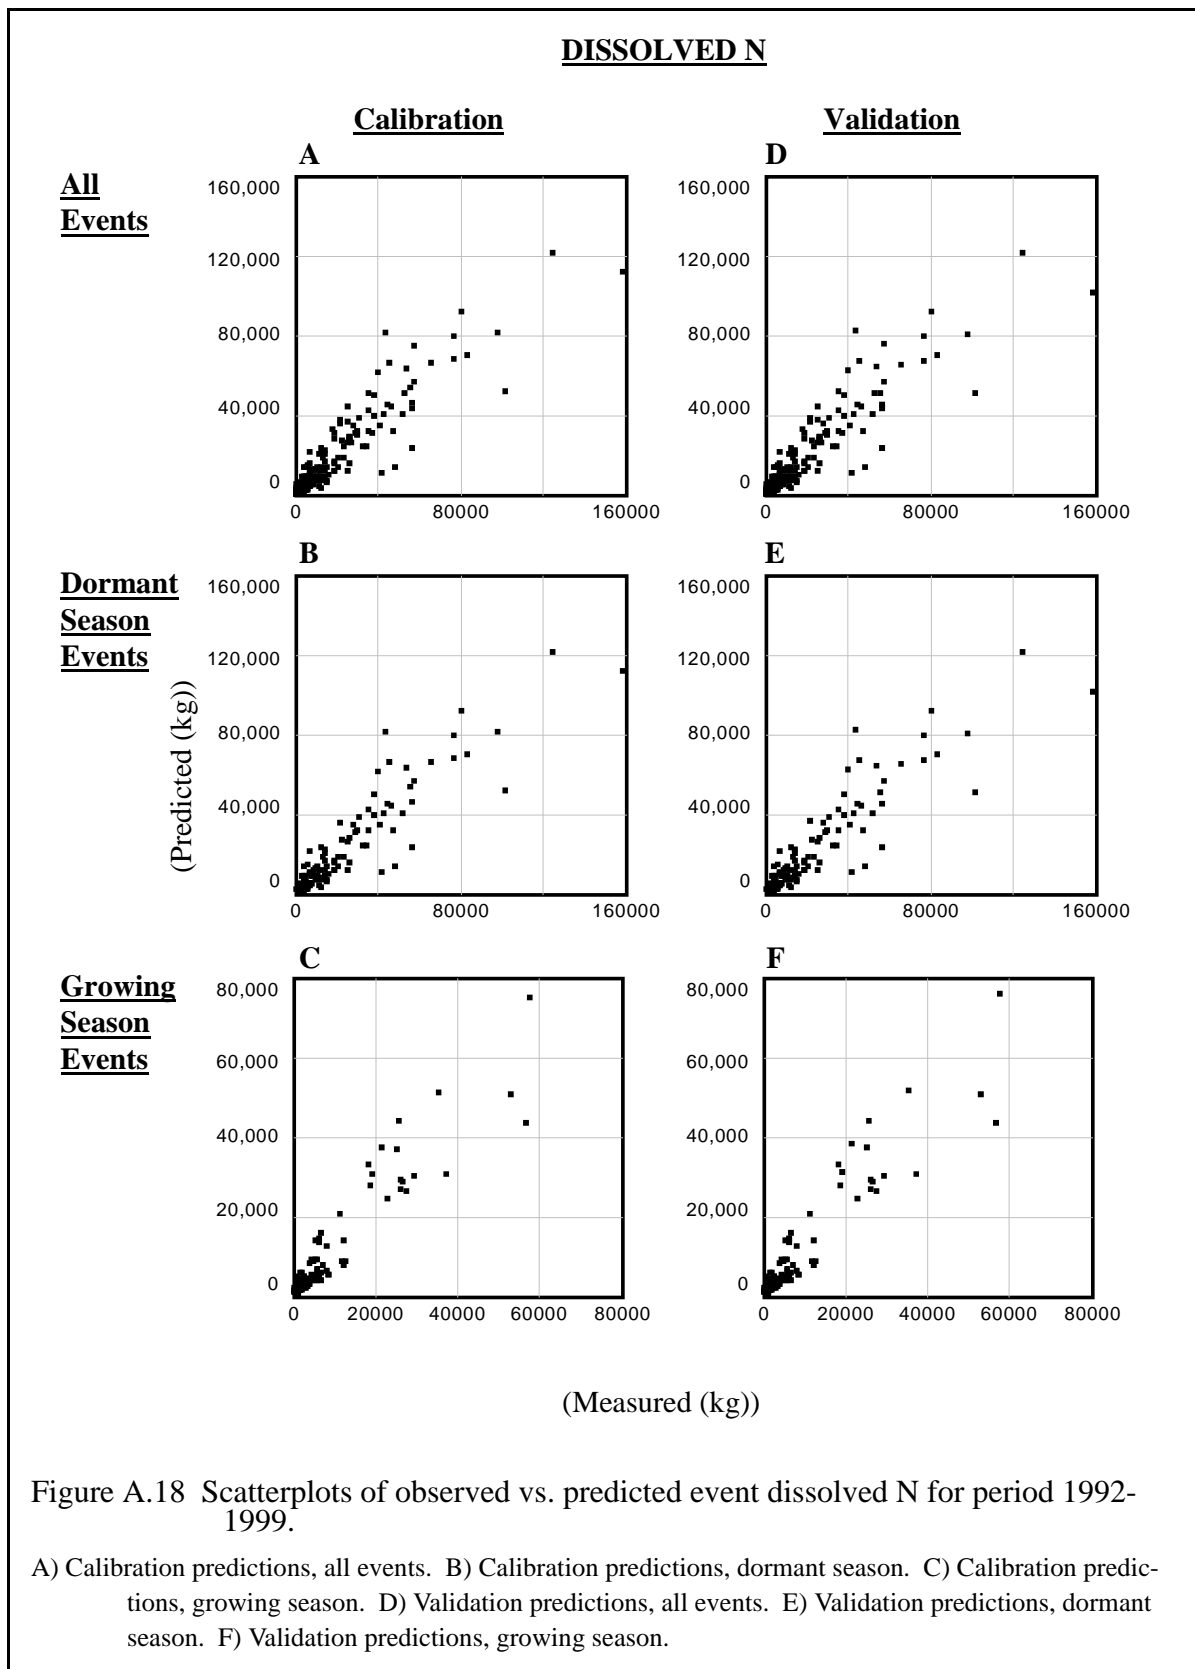 DISSOLVED N
Calibration
Validation
A
D
All
Events
160,000
120,000
80,000
40,000
0
0
80000
160000
160,000
120,000
80,000
40,000
0
0
80000
160000
B
E
Dormant
Season
Events
(Predicted (kg))
160,000
120,000
80,000
40,000
0
0
80000
160000
160,000
120,000
80,000
40,000
0
0
80000
160000
C
F
Growing
Season
Events
80,000
60,000
40,000
20,000
0
0
20000
40000
60000
80000
80,000
60,000
40,000
20,000
0
0
20000
40000
60000
80000
(Measured (kg))
Figure A.18  Scatterplots of observed vs. predicted event dissolved N for period 1992-
1999.
A) Calibration predictions, all events.  B) Calibration predictions, dormant season.  C) Calibration predic-
tions, growing season.  D) Validation predictions, all events.  E) Validation predictions, dormant
season.  F) Validation predictions, growing season.